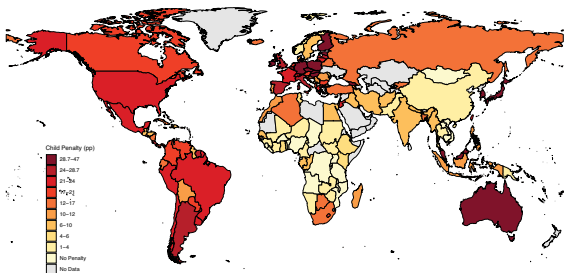 Child Penalty (pp)
28.7–47
24–28.7
21–24
12–17
10–12
6–10
4–6
1–4
No Penalty
No Data